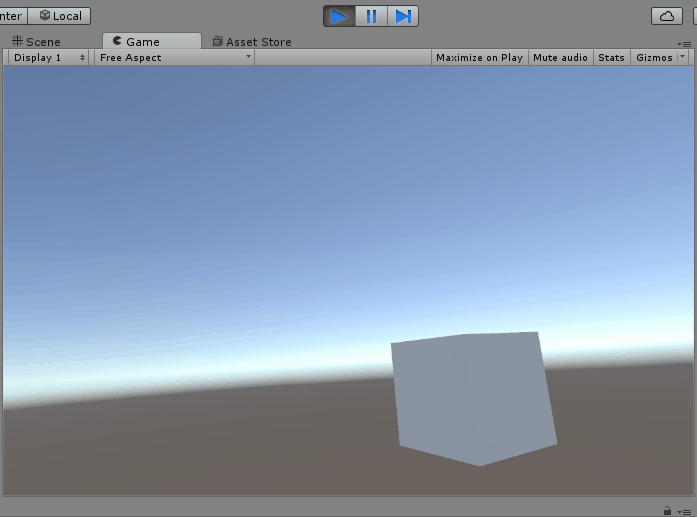 nter Local
Scene Game Asset Store
Display 1 Free Aspect Maximize on Play Mute audio Stats Gizmos